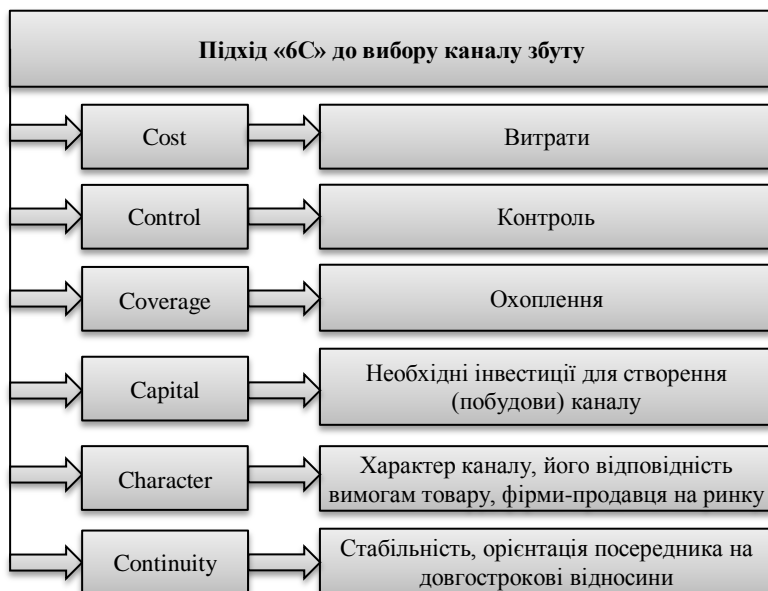 Підхід «6С» до вибору каналу збуту
Cost
Витрати
Control
Контроль
Coverage
Охоплення
Capital
Необхідні інвестиції для створення
(побудови) каналу
Character
Характер каналу, його відповідність
вимогам товару, фірми-продавця на ринку
Continuity
Стабільність, орієнтація посередника на
довгострокові відносини